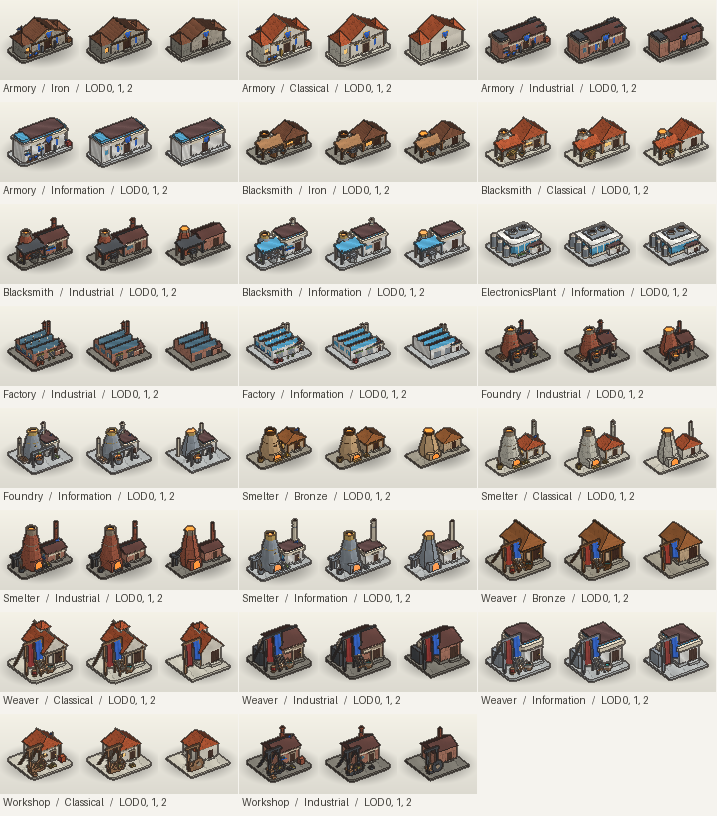 Armory / Iron / LOD0, 1, 2
Armory / Classical / LOD0, 1, 2
Armory / Industrial / LOD0, 1, 2
Armory / Information / LOD0, 1, 2
Blacksmith / Iron / LOD0, 1, 2
Blacksmith / Classical / LOD0, 1, 2
Blacksmith / Industrial / LOD0, 1, 2
Blacksmith / Information / LOD0, 1, 2
ElectronicsPlant / Information / LOD0, 1, 2
Factory / Industrial / LOD0, 1, 2
Factory / Information / LOD0, 1, 2
Foundry / Industrial / LOD0, 1, 2
Foundry / Information / LOD0, 1, 2
Smelter / Bronze / LOD0, 1, 2
Smelter / Classical / LOD0, 1, 2
Smelter / Industrial / LOD0, 1, 2
Smelter / Information / LOD0, 1, 2
Weaver / Bronze / LOD0, 1, 2
Weaver / Classical / LOD0, 1, 2
Weaver / Industrial / LOD0, 1, 2
Weaver / Information / LOD0, 1, 2
Workshop / Classical / LOD0, 1, 2
Workshop / Industrial / LOD0, 1, 2